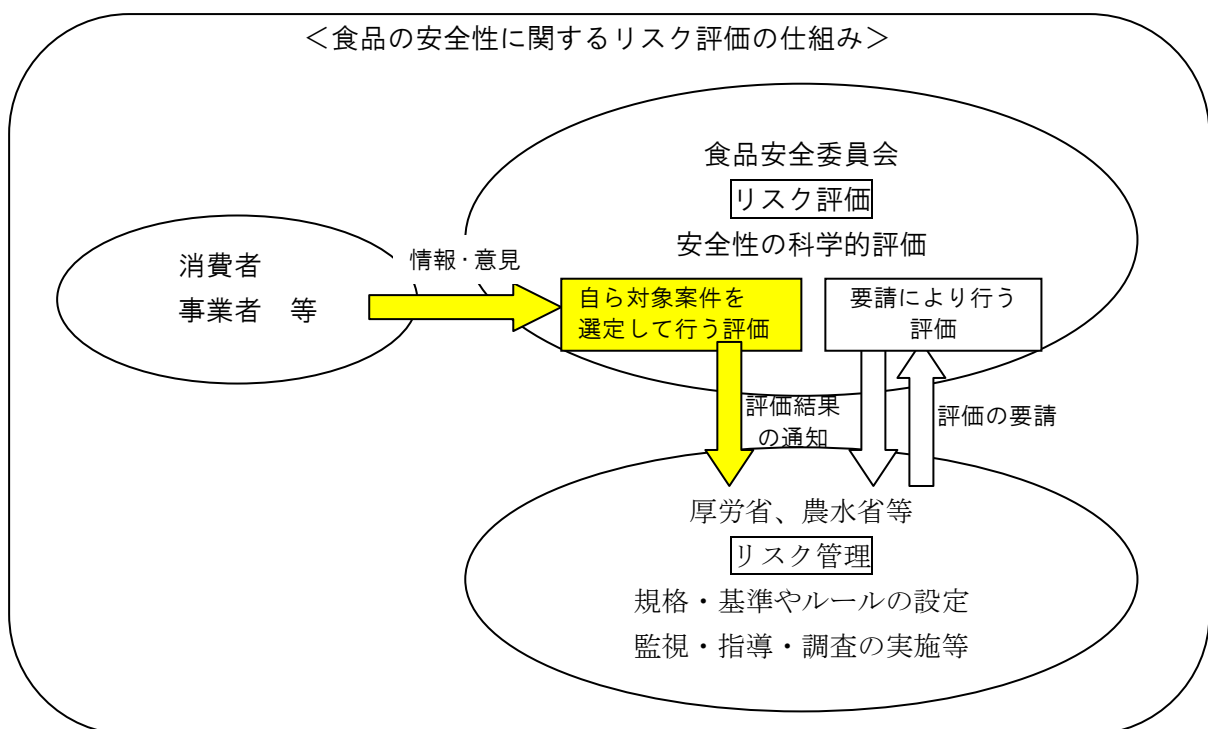 ＜食品の安全性に関するリスク評価の仕組み＞
食品安全委員会
リスク評価
安全性の科学的評価
消費者
事業者　等
情報・意見
自ら対象案件を
選定して行う評価
要請により行う
評価
評価結果
の通知
評価の要請
厚労省、農水省等
リスク管理
規格・基準やルールの設定
監視・指導・調査の実施等